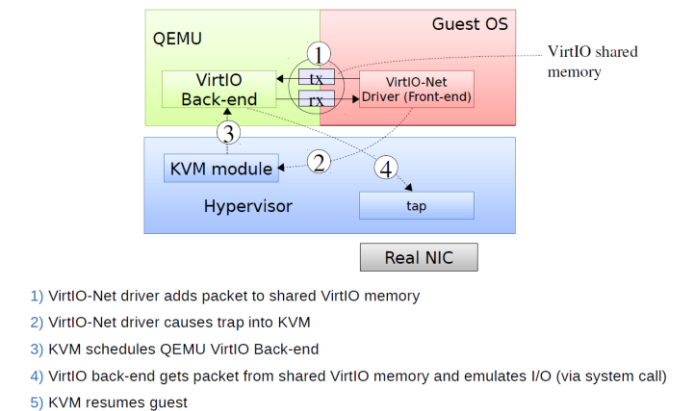 Guest OS
QEMU
1
VirtIO shared
memory
VirtIO
Back-end
tx
rx
VirtIO-Net
Driver (Front-end)
3
2
4
KVM module
Hypervisor
tap
Real NIC
1) VirtIO-Net driver adds packet to shared VirtIO memory
2) VirtIO-Net driver causes trap into KVM
3) KVM schedules QEMU VirtIO Back-end
4) VirtIO back-end gets packet from shared VirtIO memory and emulates I/O (via system call)
5) KVM resumes guest